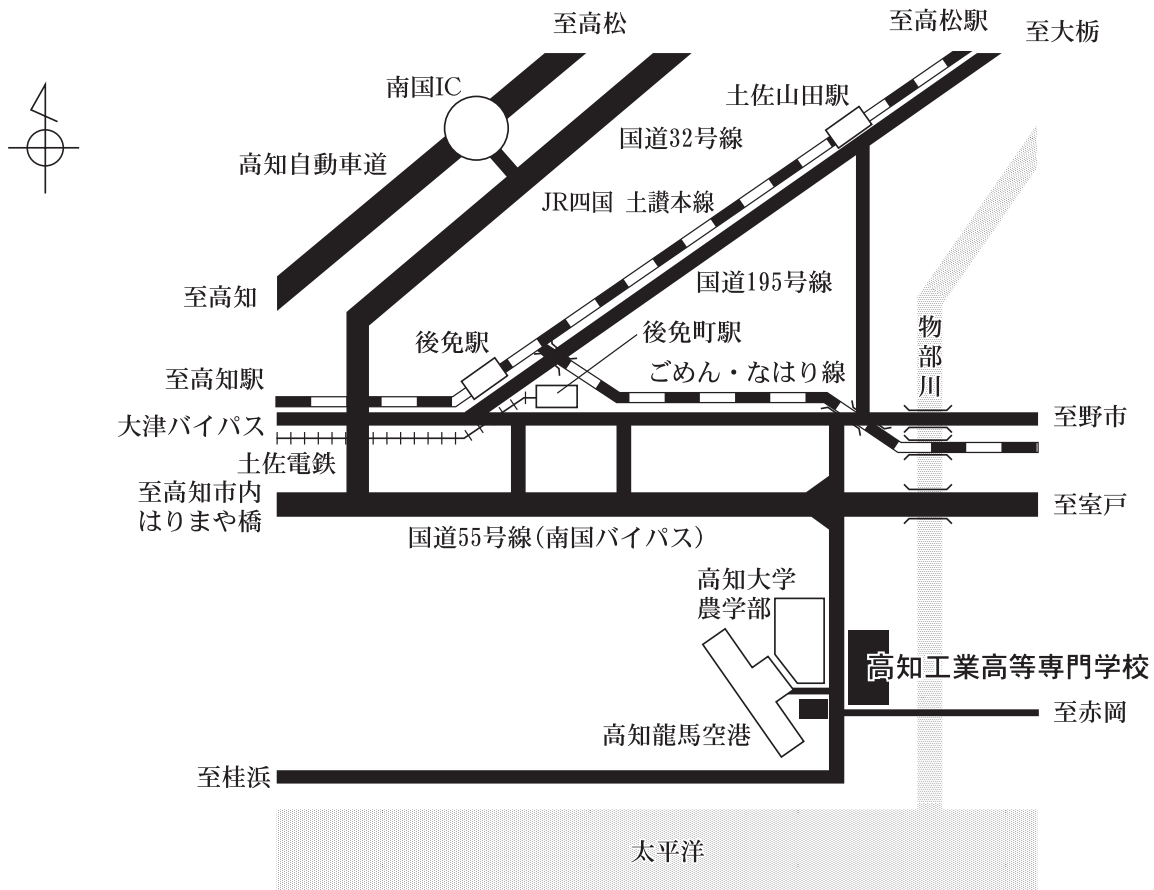 至高松
至高松駅
至大栃
南国IC
土佐山田駅
国道32号線
高知自動車道
JR四国 土讃本線
国道195号線
至高知
物部川
後免駅
後免町駅
至高知駅
ごめん・なはり線
大津バイパス
至野市
土佐電鉄
至高知市内
はりまや橋
至室戸
国道55号線(南国バイパス)
高知大学
農学部
高知工業高等専門学校
至赤岡
高知龍馬空港
至桂浜
太平洋